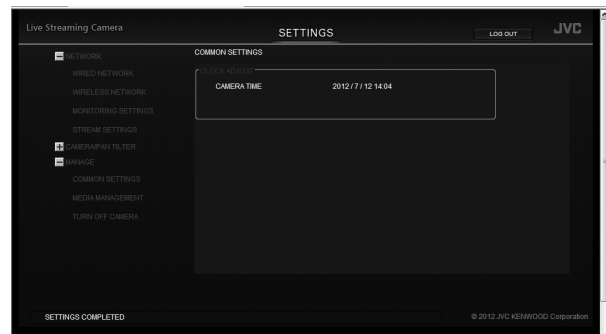 Live Streaming Camera
SETTINGS
LOG OUT
JVC
NETWORK
WIRED NETWORK
WIRELESS NETWORK
MONITORING SETTINGS
STREAM SETTINGS
CAMERA/PAN TILTER
MANAGE
COMMON SETTINGS
MEDIA MANAGEMENT
TURN OFF CAMERA
COMMON SETTINGS
CLOCK ADJUST
CAMERA TIME 2012 / 7 / 12 14:04
SETTINGS COMPLETED
© 2012 JVC KENWOOD Corporation